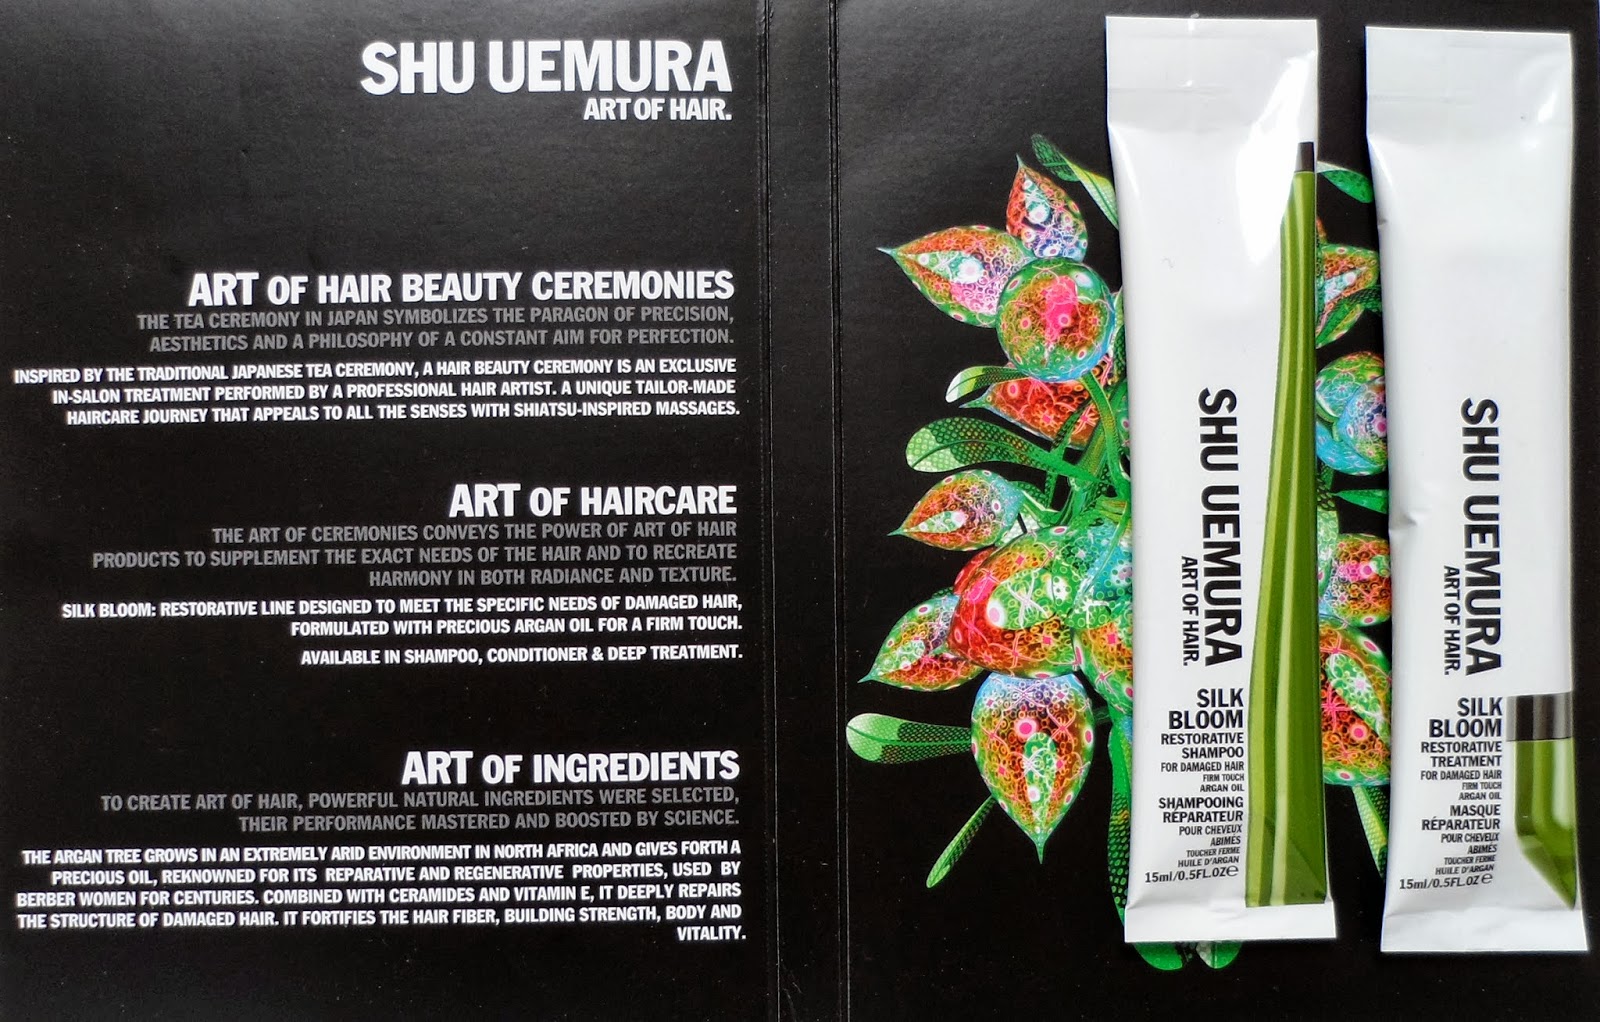 SHU UEMURA
ART OF HAIR.
ART OF HAIR BEAUTY CEREMONIES
THE TEA CEREMONY IN JAPAN SYMBOLIZES THE PARAGON OF PRECISION,
AESTHETICS AND A PHILOSOPHY OF A CONSTANT AIM FOR PERFECTION.
INSPIRED BY THE TRADITIONAL JAPANESE TEA CEREMONY, A HAIR BEAUTY CEREMONY IS AN EXCLUSIVE
IN-SALON TREATMENT PERFORMED BY A PROFESSIONAL HAIR ARTIST. A UNIQUE TAILOR-MADE
HAIRCARE JOURNEY THAT APPEALS TO ALL THE SENSES WITH SHIATSU-INSPIRED MASSAGES.
ART OF HAIRCARE
THE ART OF CEREMONIES CONVEYS THE POWER OF ART OF HAIR
PRODUCTS TO SUPPLEMENT THE EXACT NEEDS OF THE HAIR AND TO RECREATE
HARMONY IN BOTH RADIANCE AND TEXTURE.
SILK BLOOM: RESTORATIVE LINE DESIGNED TO MEET THE SPECIFIC NEEDS OF DAMAGED HAIR,
FORMULATED WITH PRECIOUS ARGAN OIL FOR A FIRM TOUCH.
AVAILABLE IN SHAMPOO, CONDITIONER & DEEP TREATMENT.
ART OF INGREDIENTS
TO CREATE ART OF HAIR, POWERFUL NATURAL INGREDIENTS WERE SELECTED,
THEIR PERFORMANCE MASTERED AND BOOSTED BY SCIENCE.
THE ARGAN TREE GROWS IN AN EXTREMELY ARID ENVIRONMENT IN NORTH AFRICA AND GIVES FORTH A
PRECIOUS OIL, REKNOWNED FOR ITS REPARATIVE AND REGENERATIVE PROPERTIES, USED BY
BERBER WOMEN FOR CENTURIES. COMBINED WITH CERAMIDES AND VITAMIN E, IT DEEPLY REPAIRS
THE STRUCTURE OF DAMAGED HAIR. IT FORTIFIES THE HAIR FIBER, BUILDING STRENGTH, BODY AND
VITALITY.
SHU UEMURA
ART OF HAIR.
SILK
BLOOM
RESTORATIVE
SHAMPOO
FOR DAMAGED HAIR
FIRM TOUCH
ARGAN OIL
SHAMPOOING
RÉPARATEUR
POUR CHEVEUX
ABIMÉS
TOUCHER FERME
HUILE D'ARGAN
15ml/0.5FL.OZ℮
SHU UEMURA
ART OF HAIR.
SILK
BLOOM
RESTORATIVE
TREATMENT
FOR DAMAGED HAIR
FIRM TOUCH
ARGAN OIL
MASQUE
RÉPARATEUR
POUR CHEVEUX
ABIMÉS
TOUCHER FERME
HUILE D'ARGAN
15ml/0.5FL.OZ℮